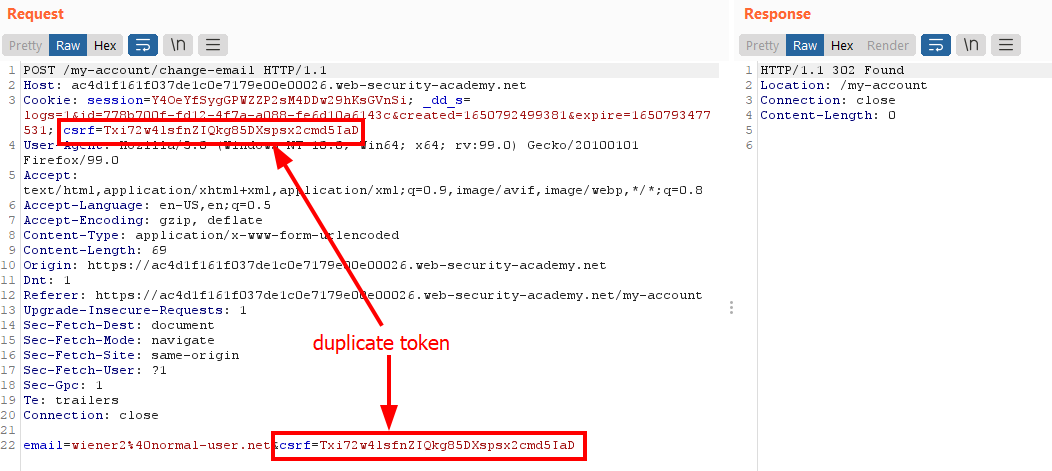 Request
Response
Pretty Raw Hex \n
Pretty Raw Hex Render \n
1 POST /my-account/change-email HTTP/1.1
2 Host: ac4d1f161f037de1c0e7179e00e00026.web-security-academy.net
3 Cookie: session=Y4OeYfSygGPWZZP2sM4DDw29hKsGVnSi; _dd_s=
logs=1&id=778b700f-fd12-4f7a-a088-fe6d10a6143c&created=1650792499381&expire=1650793477
531; csrf=Txi72w4lsfnZIQkg85DXspsx2cmd5IaD
4 User-Agent: Mozilla/5.0 (Windows NT 10.0; Win64; x64; rv:99.0) Gecko/20100101
Firefox/99.0
5 Accept:
text/html,application/xhtml+xml,application/xml;q=0.9,image/avif,image/webp,*/*;q=0.8
6 Accept-Language: en-US,en;q=0.5
7 Accept-Encoding: gzip, deflate
8 Content-Type: application/x-www-form-urlencoded
9 Content-Length: 69
10 Origin: https://ac4d1f161f037de1c0e7179e00e00026.web-security-academy.net
11 Dnt: 1
12 Referer: https://ac4d1f161f037de1c0e7179e00e00026.web-security-academy.net/my-account
13 Upgrade-Insecure-Requests: 1
14 Sec-Fetch-Dest: document
15 Sec-Fetch-Mode: navigate
16 Sec-Fetch-Site: same-origin
17 Sec-Fetch-User: ?1
18 Sec-Gpc: 1
19 Te: trailers
20 Connection: close
21
22 email=wiener2%40normal-user.net&csrf=Txi72w4lsfnZIQkg85DXspsx2cmd5IaD
duplicate token
1 HTTP/1.1 302 Found
2 Location: /my-account
3 Connection: close
4 Content-Length: 0
5
6